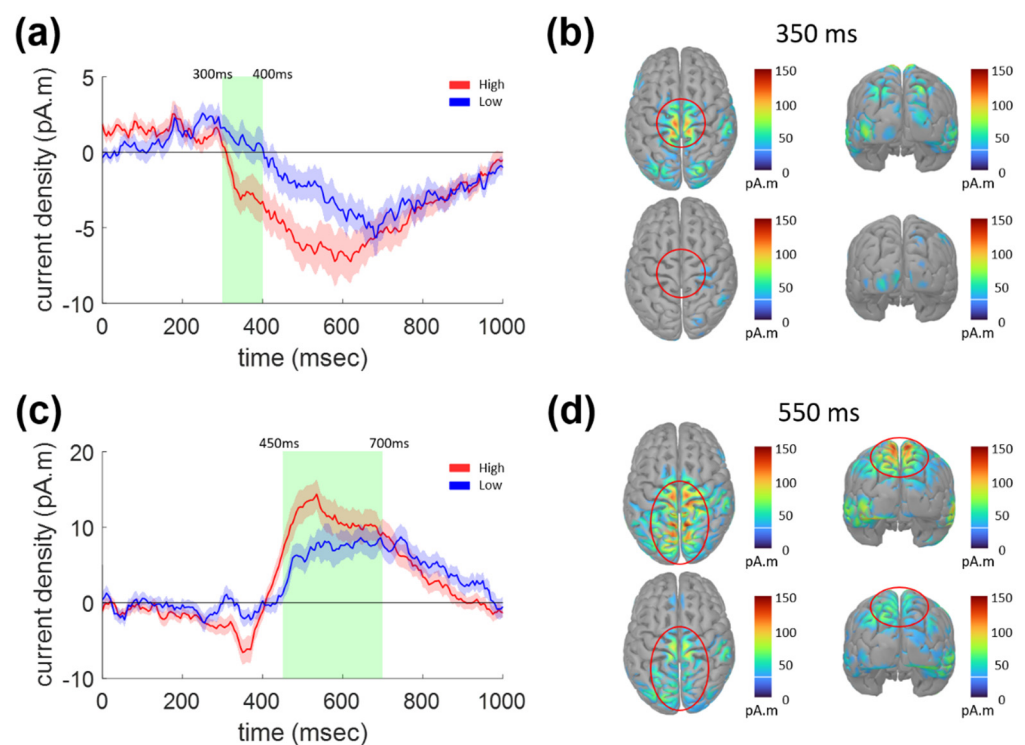 (a)
300ms 400ms
High
Low
5
0
-5
-10
current density (pA.m)
0 200 400 600 800 1000
time (msec)
(b)
350 ms
150
100
50
0
pA.m
150
100
50
0
pA.m
150
100
50
0
pA.m
150
100
50
0
pA.m
(c)
450ms 700ms
High
Low
20
10
0
-10
current density (pA.m)
0 200 400 600 800 1000
time (msec)
(d)
550 ms
150
100
50
0
pA.m
150
100
50
0
pA.m
150
100
50
0
pA.m
150
100
50
0
pA.m